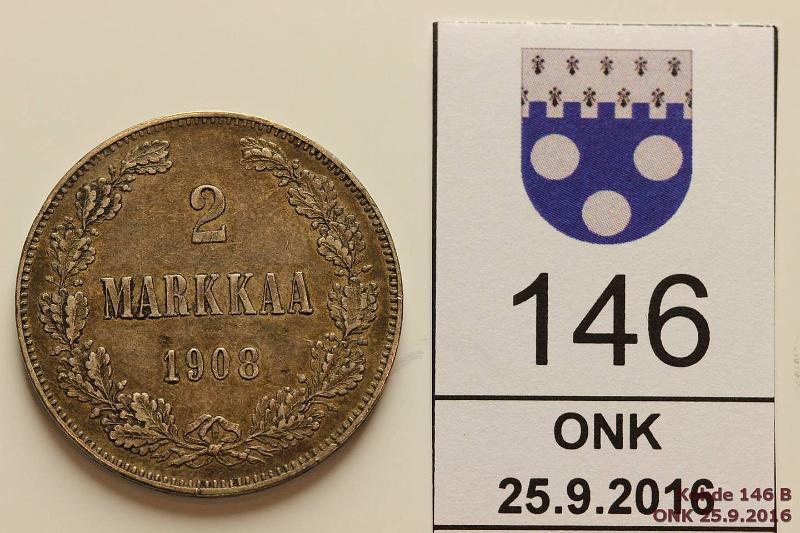 2
MARKKAA
1908
146
ONK
25.9.2016
Kohde 146 B
ONK 25.9.2016